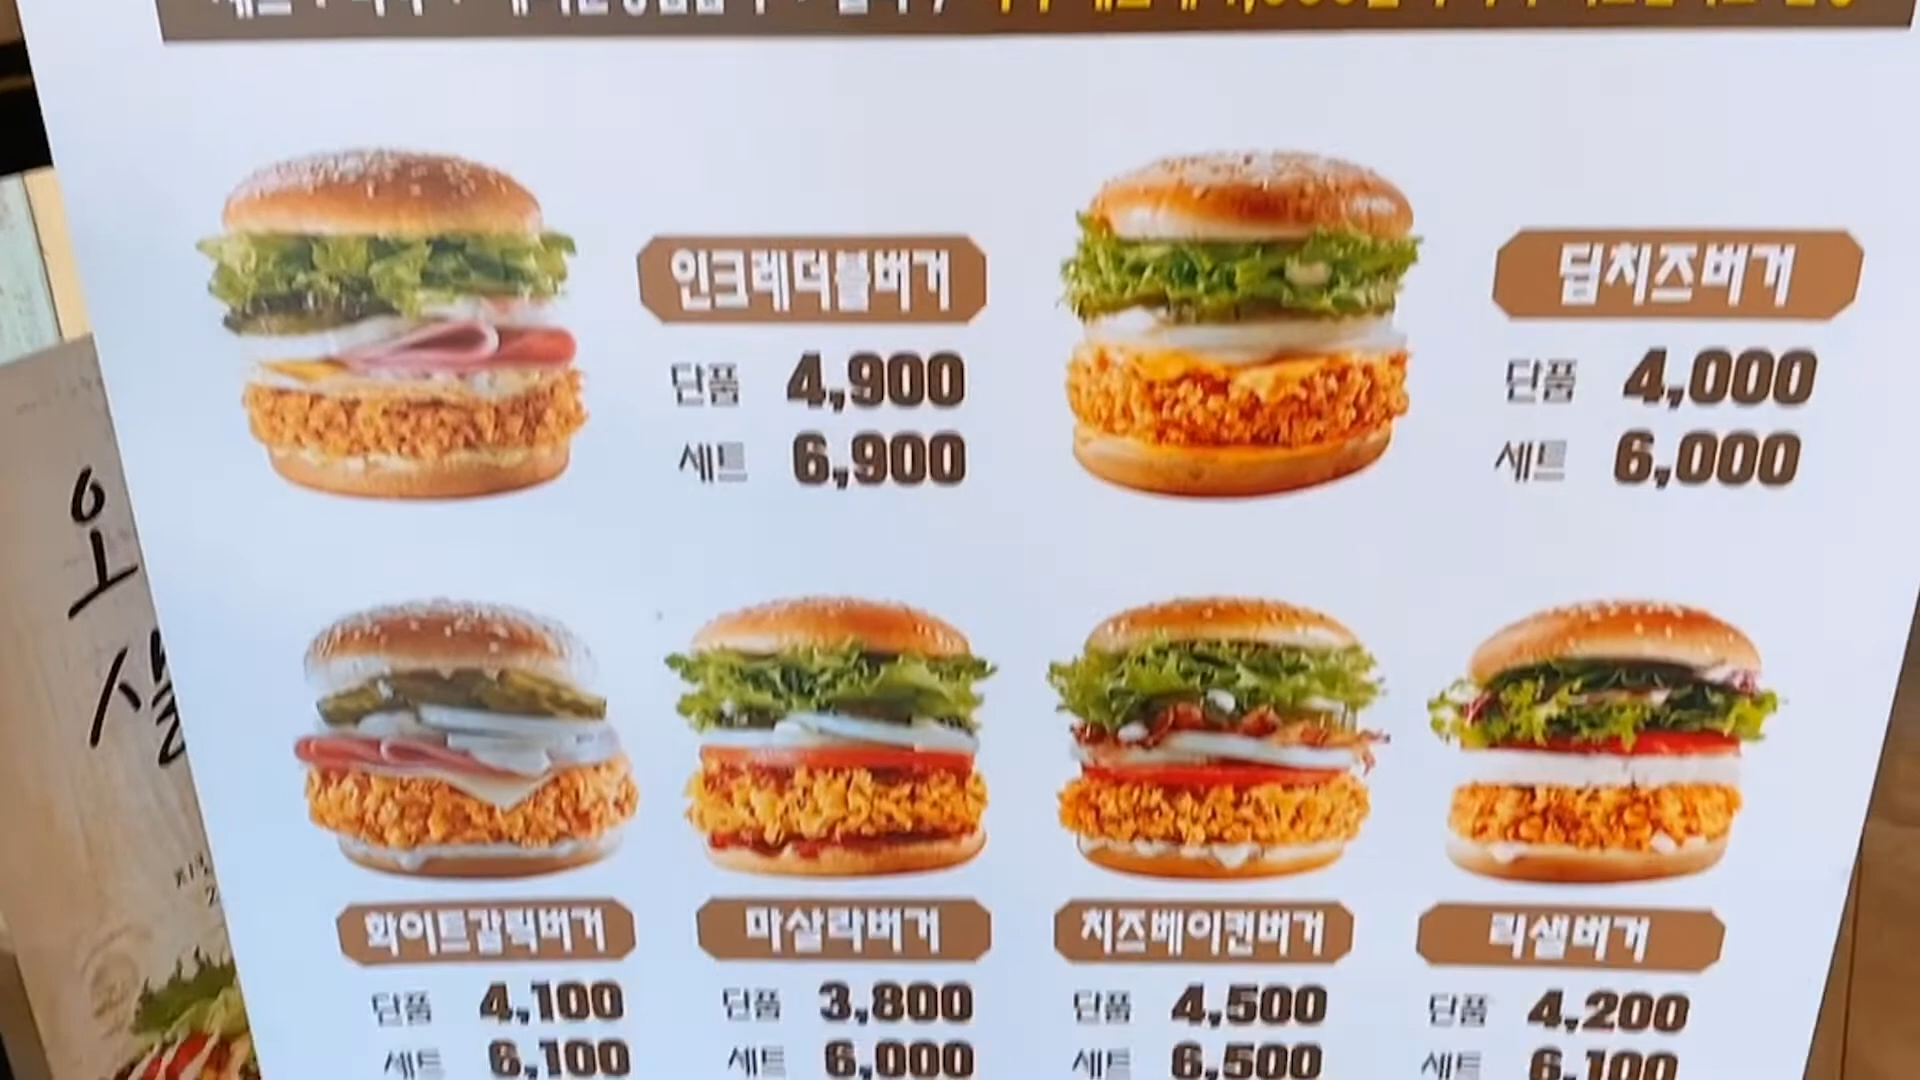 인크레더블버거
단품 4,900
세트 6,900
딥치즈버거
단품 4,000
세트 6,000
화이트갈릭버거
단품 4,100
세트 6,100
마살라버거
단품 3,800
세트 6,000
치즈베이컨버거
단품 4,500
세트 6,500
리샐버거
단품 4,200
세트 6,100
오